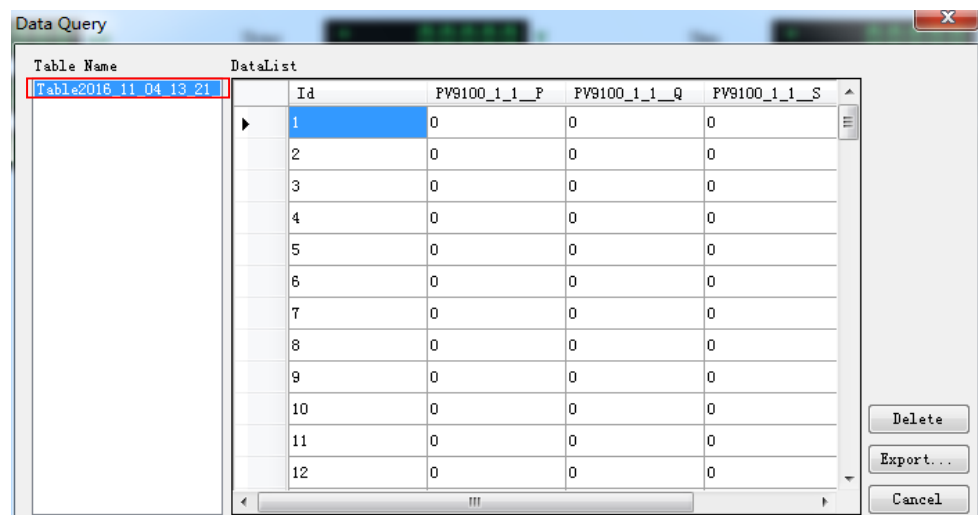 Data Query
Table Name
DataList
Table2016_11_04_13_21_
Id PV9100_1_1__P PV9100_1_1__Q PV9100_1_1__S
1 0 0 0
2 0 0 0
3 0 0 0
4 0 0 0
5 0 0 0
6 0 0 0
7 0 0 0
8 0 0 0
9 0 0 0
10 0 0 0
11 0 0 0
12 0 0 0
Delete
Export...
Cancel